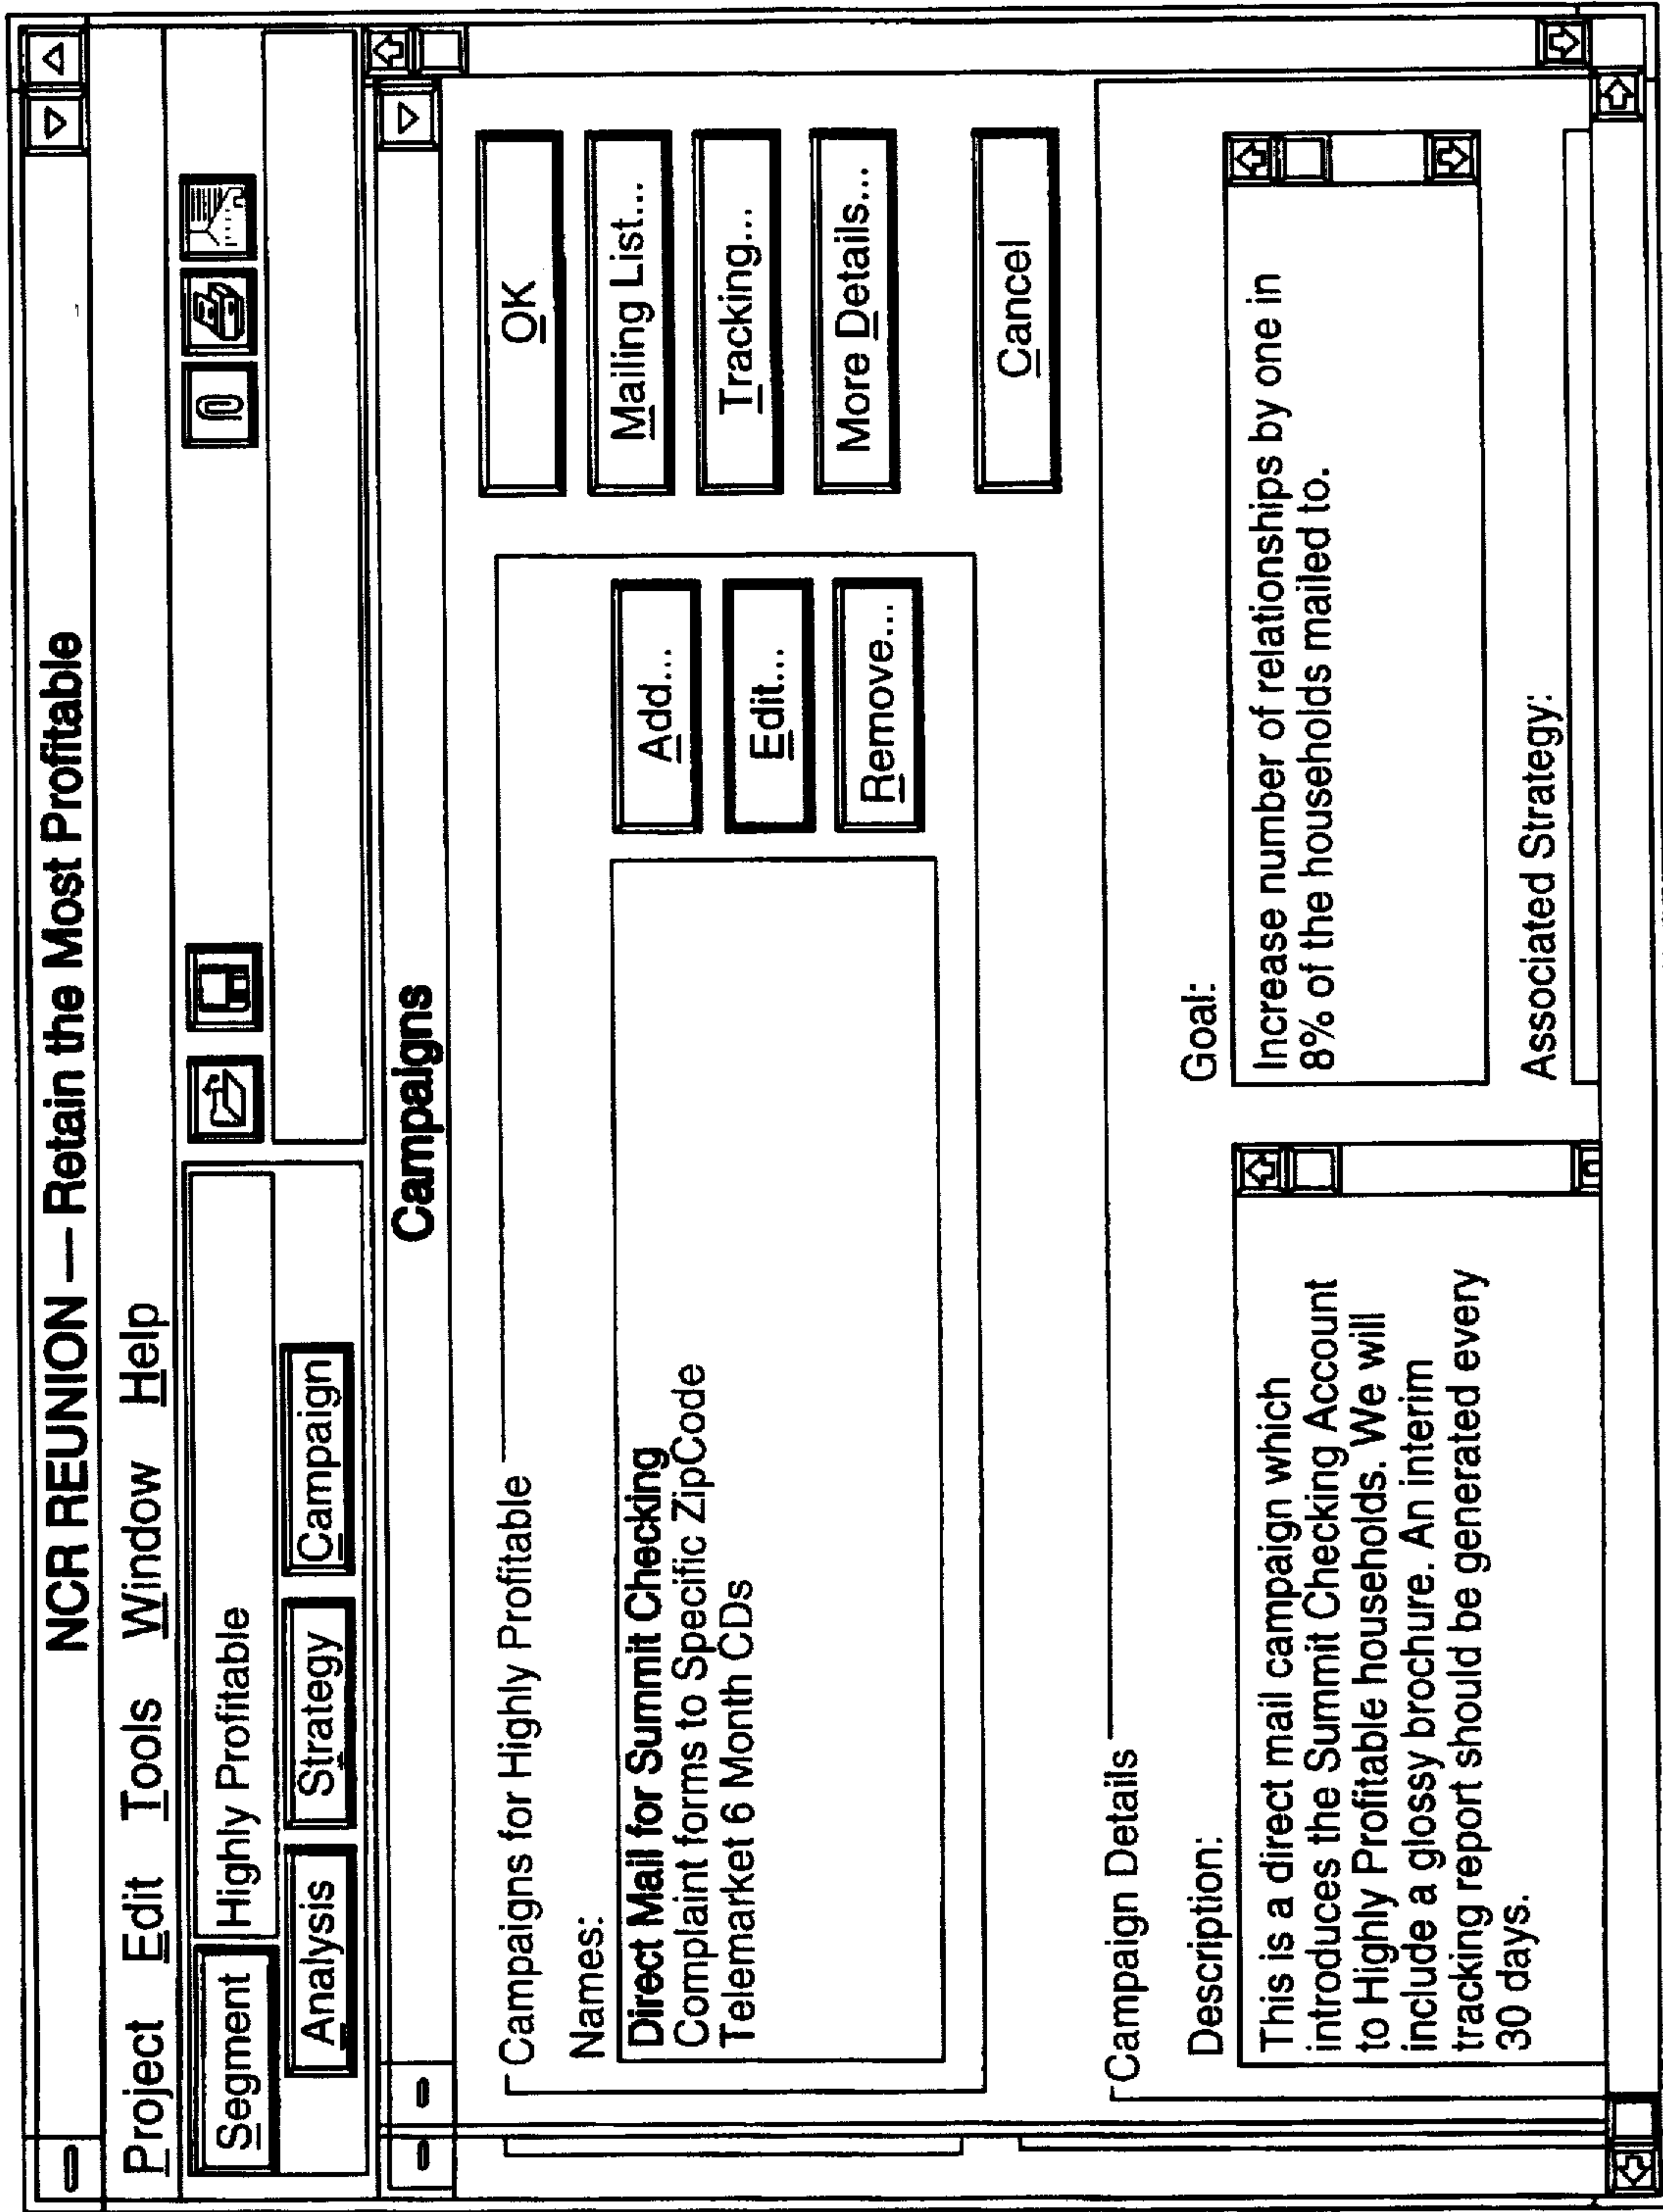 NCR REUNION — Retain the Most Profitable
Project Edit Tools Window Help
Segment Highly Profitable
Analysis Strategy Campaign
Campaigns
Campaigns for Highly Profitable
Names:
Direct Mail for Summit Checking
Complaint forms to Specific ZipCode
Telemarket 6 Month CDs
Add...
Edit...
Remove...
OK
Mailing List...
Tracking...
More Details...
Cancel
Campaign Details
Description:
This is a direct mail campaign which
introduces the Summit Checking Account
to Highly Profitable households. We will
include a glossy brochure. An interim
tracking report should be generated every
30 days.
Goal:
Increase number of relationships by one in
8% of the households mailed to.
Associated Strategy: